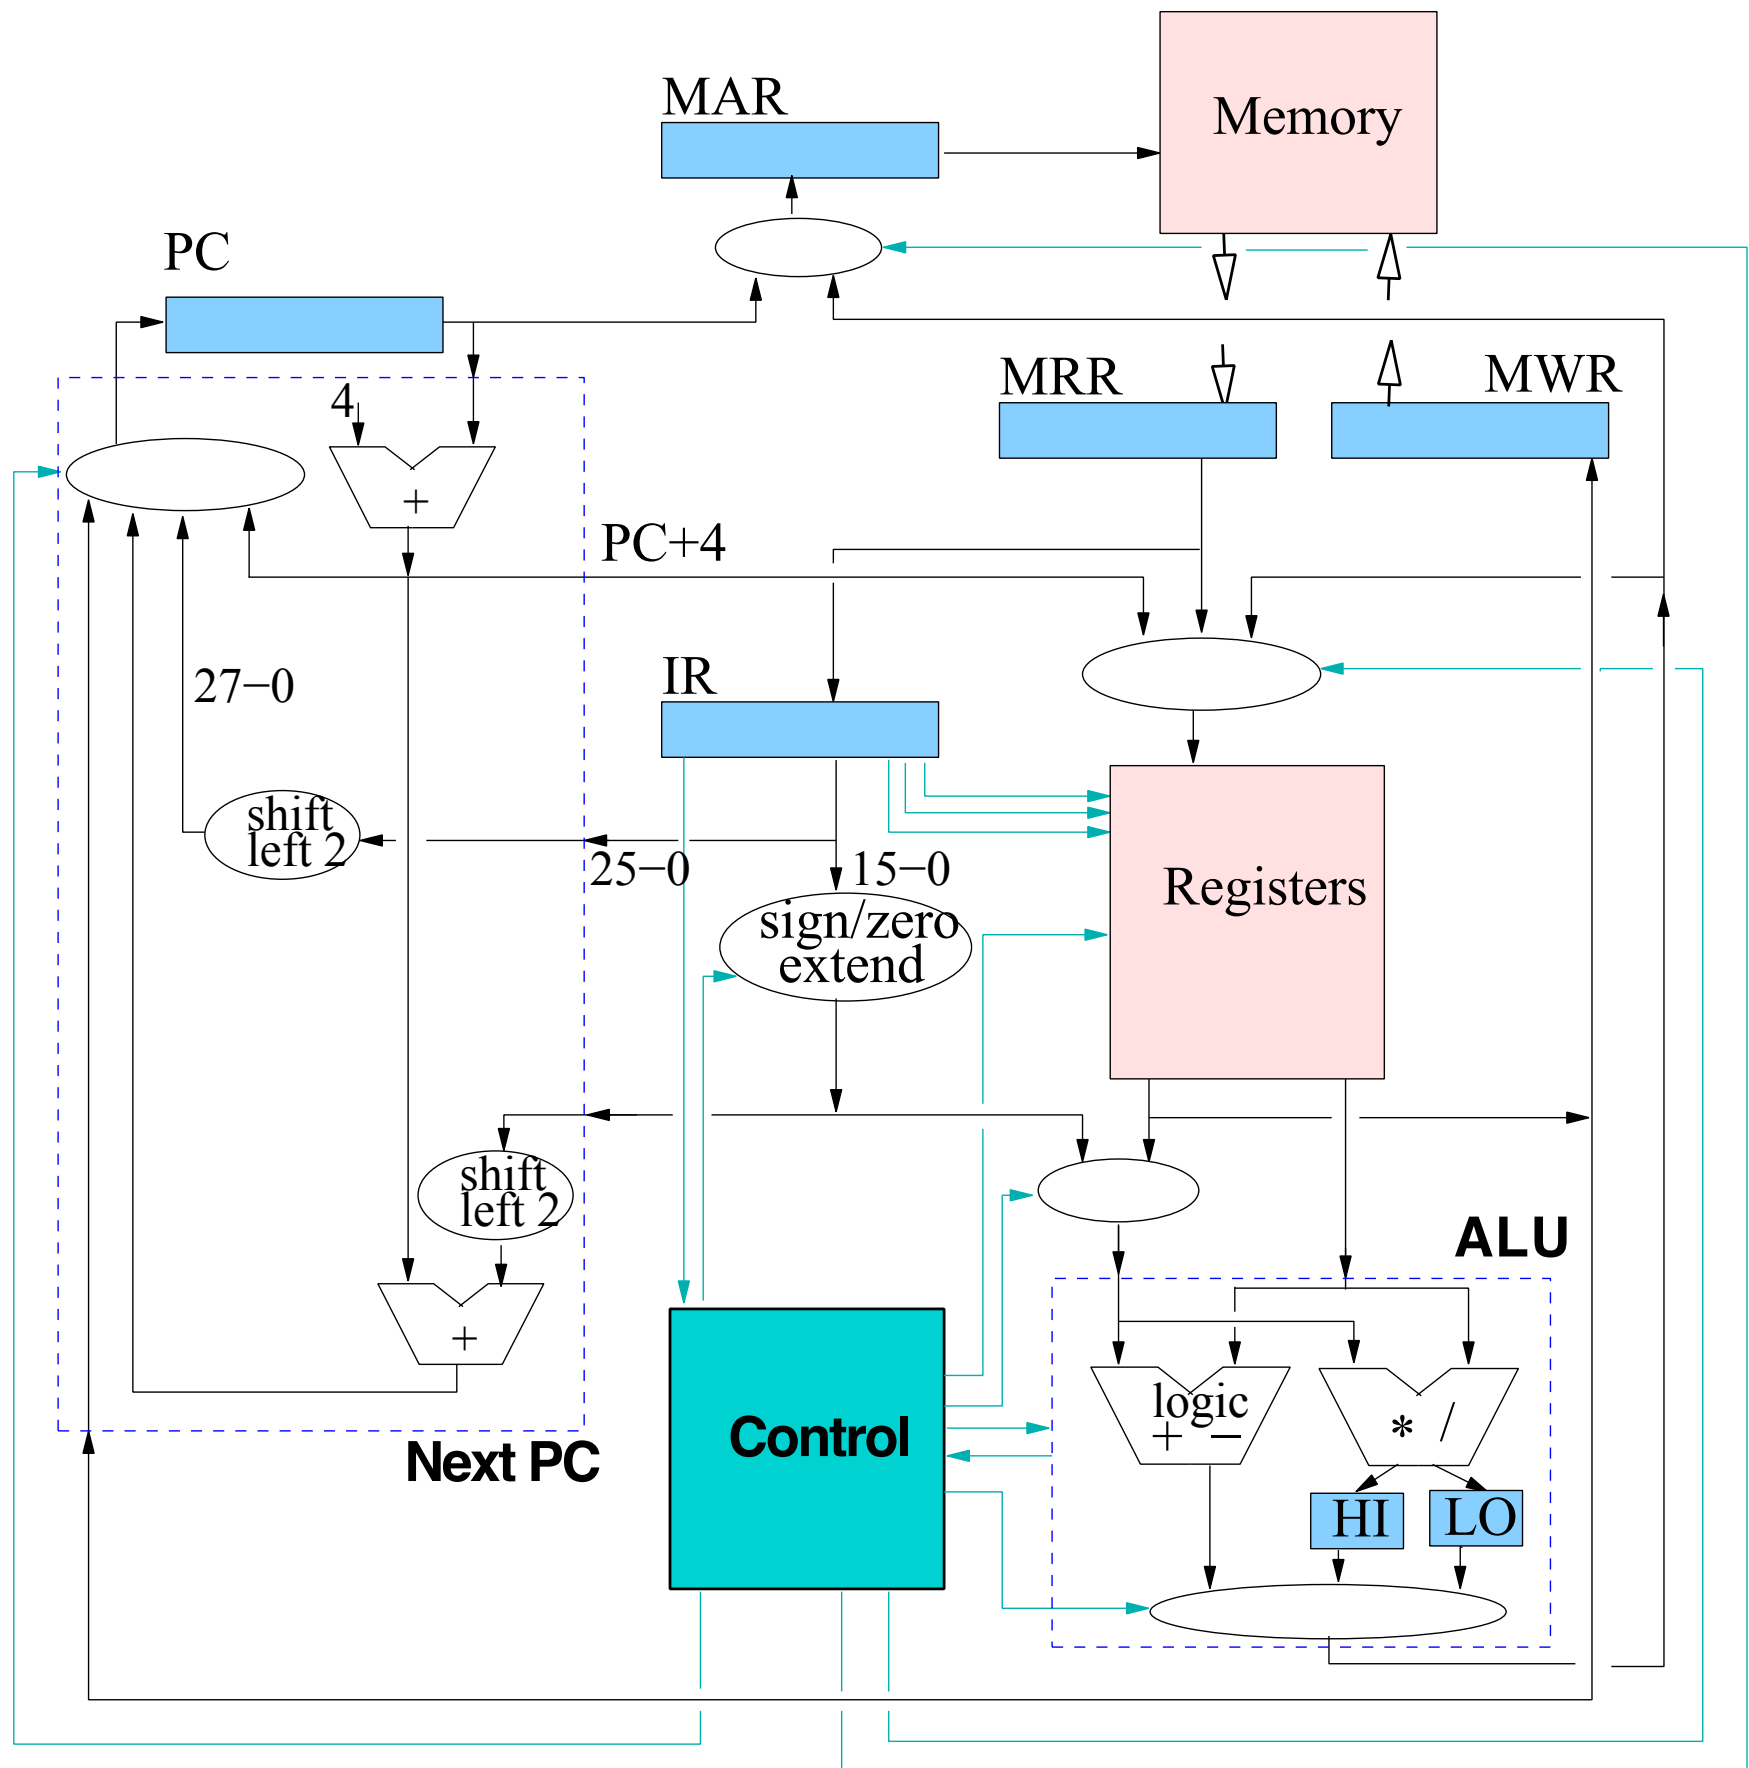 MAR
Memory
PC
MRR
MWR
4
+
PC+4
27−0
IR
shift
left 2
25−0
15−0
sign/zero
extend
Registers
shift
left 2
ALU
+
logic
+ −
* /
Control
Next PC
HI
LO